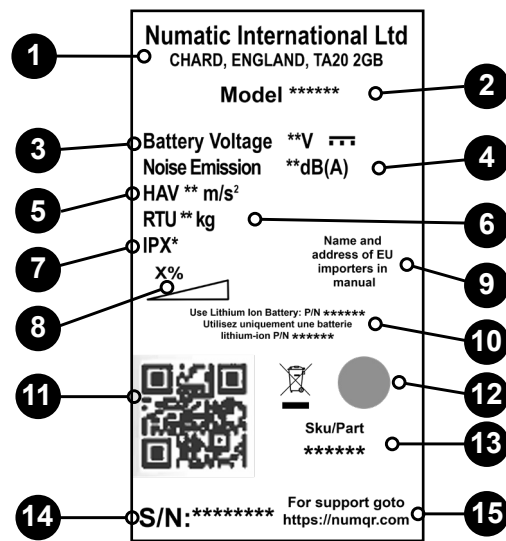 Numatic International Ltd
CHARD, ENGLAND, TA20 2GB
1
Model ******
2
3
Battery Voltage **V
Noise Emission **dB(A)
4
5
HAV ** m/s²
RTU ** kg
6
7
IPX*
Name and
address of EU
importers in
manual
9
X%
8
Use Lithium Ion Battery: P/N ******
Utilisez uniquement une batterie
lithium-ion P/N ******
10
11
12
Sku/Part
******
13
14
S/N:********
For support goto
https://numqr.com
15